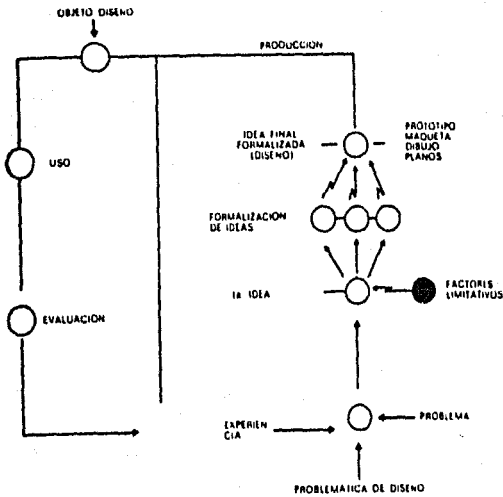 OBJETO DISEÑO
PRODUCCION
IDEA FINAL
FORMALIZADA
(DISEÑO)
PROTOTIPO
MAQUETA
DIBUJO
PLANOS
USO
FORMALIZACIÓN
DE IDEAS
1a IDEA
FACTORES
LIMITATIVOS
EVALUACION
EXPERIEN
CIA
PROBLEMA
PROBLEMATICA DE DISEÑO